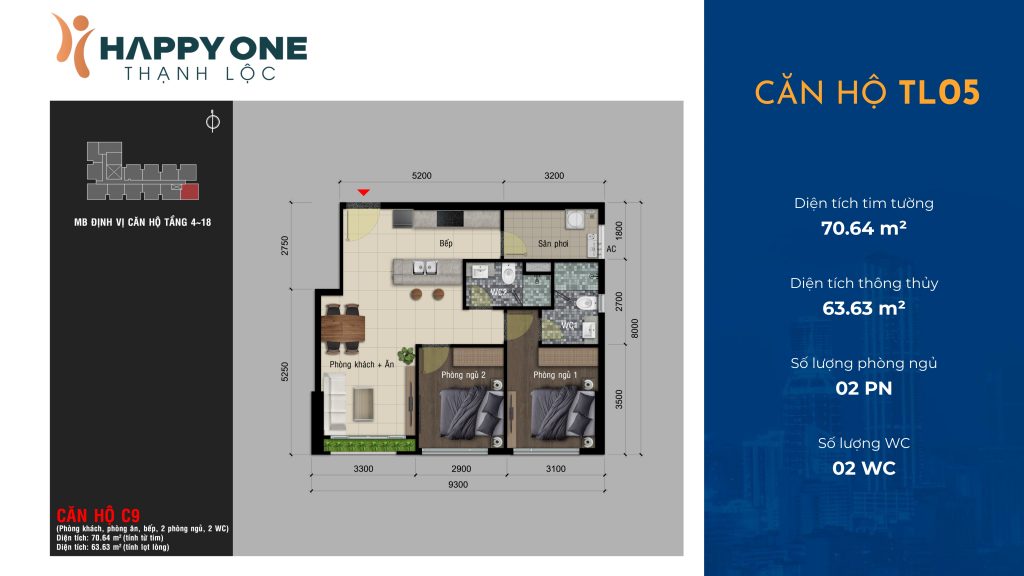 HAPPY ONE
THẠNH LỘC
CĂN HỘ TL05
MB ĐỊNH VỊ CĂN HỘ TẦNG 4~18
5200
3200
2750
5250
1800
2700
3500
8000
Bếp
Sân phơi
AC
WC2
WC1
Phòng khách + Ăn
Phòng ngủ 2
Phòng ngủ 1
3300
2900
3100
9300
CĂN HỘ C9
(Phòng khách, phòng ăn, bếp, 2 phòng ngủ, 2 WC)
Diện tích: 70.64 m² (tính từ tim)
Diện tích: 63.63 m² (tính lọt lòng)
Diện tích tim tường
70.64 m²
Diện tích thông thủy
63.63 m²
Số lượng phòng ngủ
02 PN
Số lượng WC
02 WC